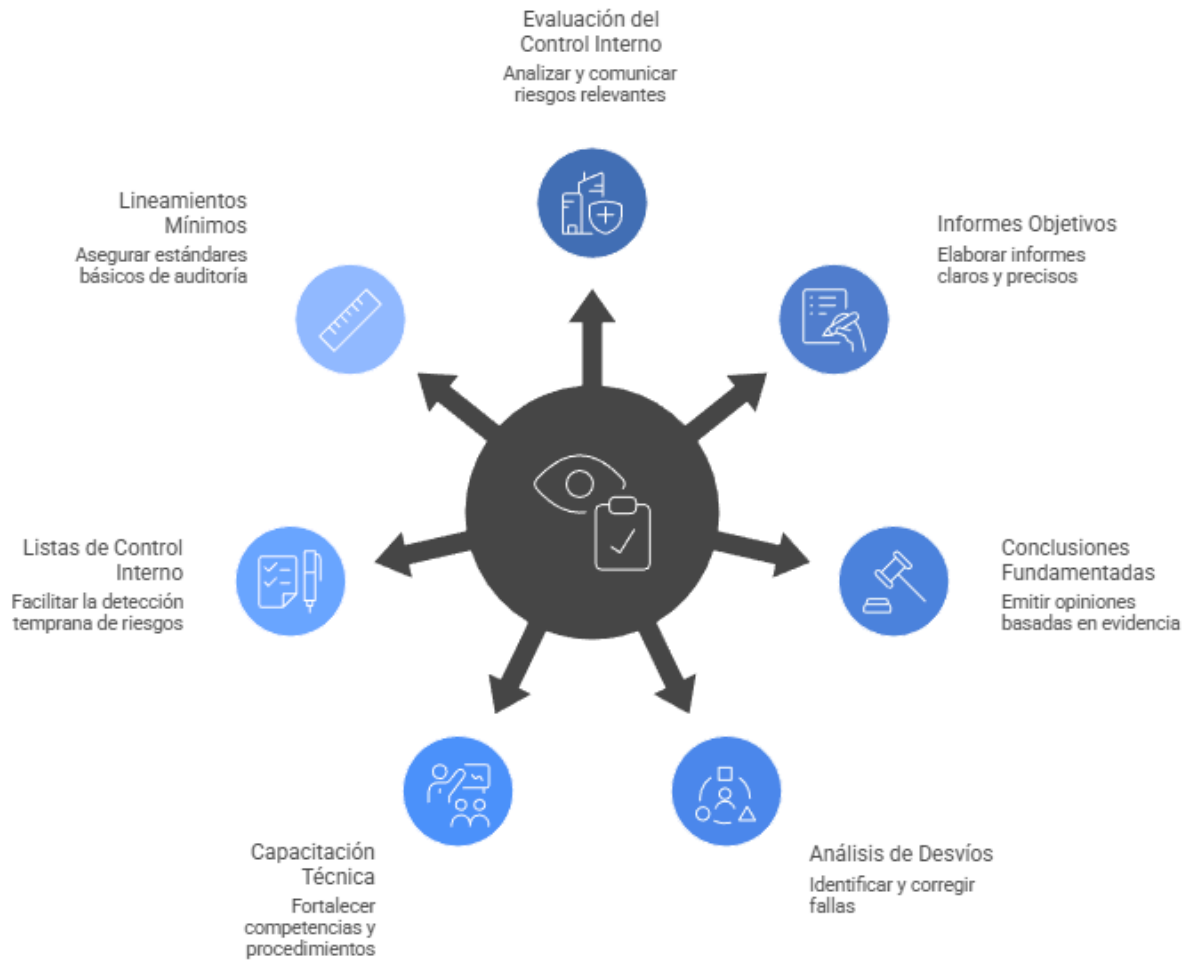 Evaluación del
Control Interno
Analizar y comunicar
riesgos relevantes
Lineamientos
Mínimos
Asegurar estándares
básicos de auditoría
Informes Objetivos
Elaborar informes
claros y precisos
Listas de Control
Interno
Facilitar la detección
temprana de riesgos
Conclusiones
Fundamentadas
Emitir opiniones
basadas en evidencia
Capacitación
Técnica
Fortalecer
competencias y
procedimientos
Análisis de Desvíos
Identificar y corregir
fallas